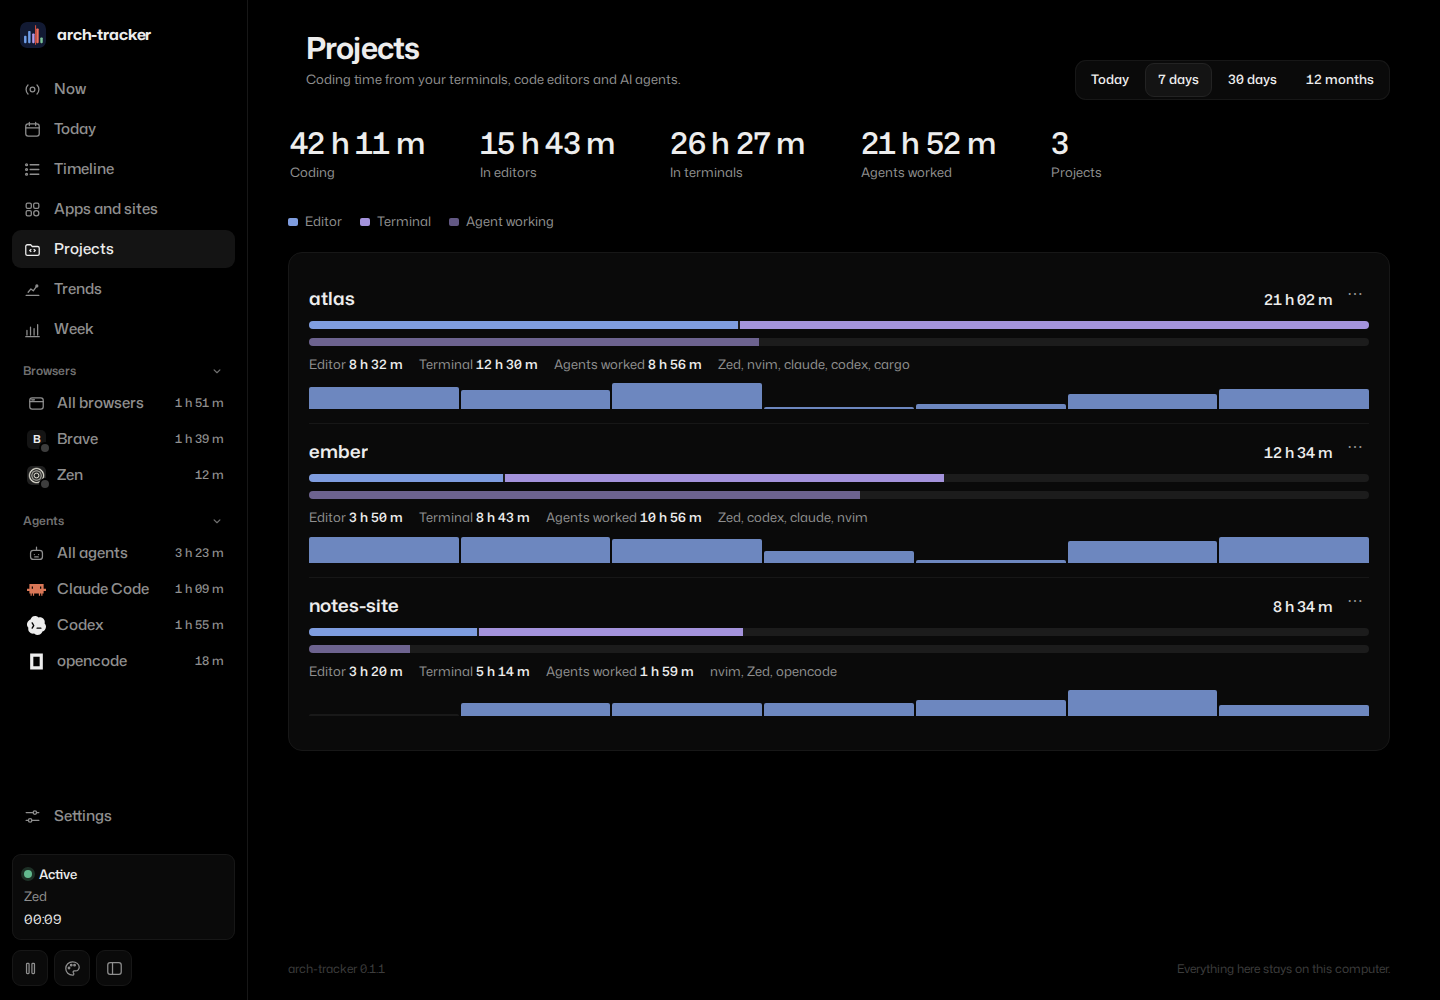 arch-tracker
Now
Today
Timeline
Apps and sites
Projects
Trends
Week
Browsers
All browsers 1 h 51 m
B Brave 1 h 39 m
Zen 12 m
Agents
All agents 3 h 23 m
Claude Code 1 h 09 m
Codex 1 h 55 m
opencode 18 m
Settings
Active
Zed
00:09
Projects
Coding time from your terminals, code editors and AI agents.
Today 7 days 30 days 12 months
42 h 11 m 15 h 43 m 26 h 27 m 21 h 52 m 3
Coding In editors In terminals Agents worked Projects
Editor Terminal Agent working
atlas 21 h 02 m ...
Editor 8 h 32 m Terminal 12 h 30 m Agents worked 8 h 56 m Zed, nvim, claude, codex, cargo
ember 12 h 34 m ...
Editor 3 h 50 m Terminal 8 h 43 m Agents worked 10 h 56 m Zed, codex, claude, nvim
notes-site 8 h 34 m ...
Editor 3 h 20 m Terminal 5 h 14 m Agents worked 1 h 59 m nvim, Zed, opencode
arch-tracker 0.1.1 Everything here stays on this computer.